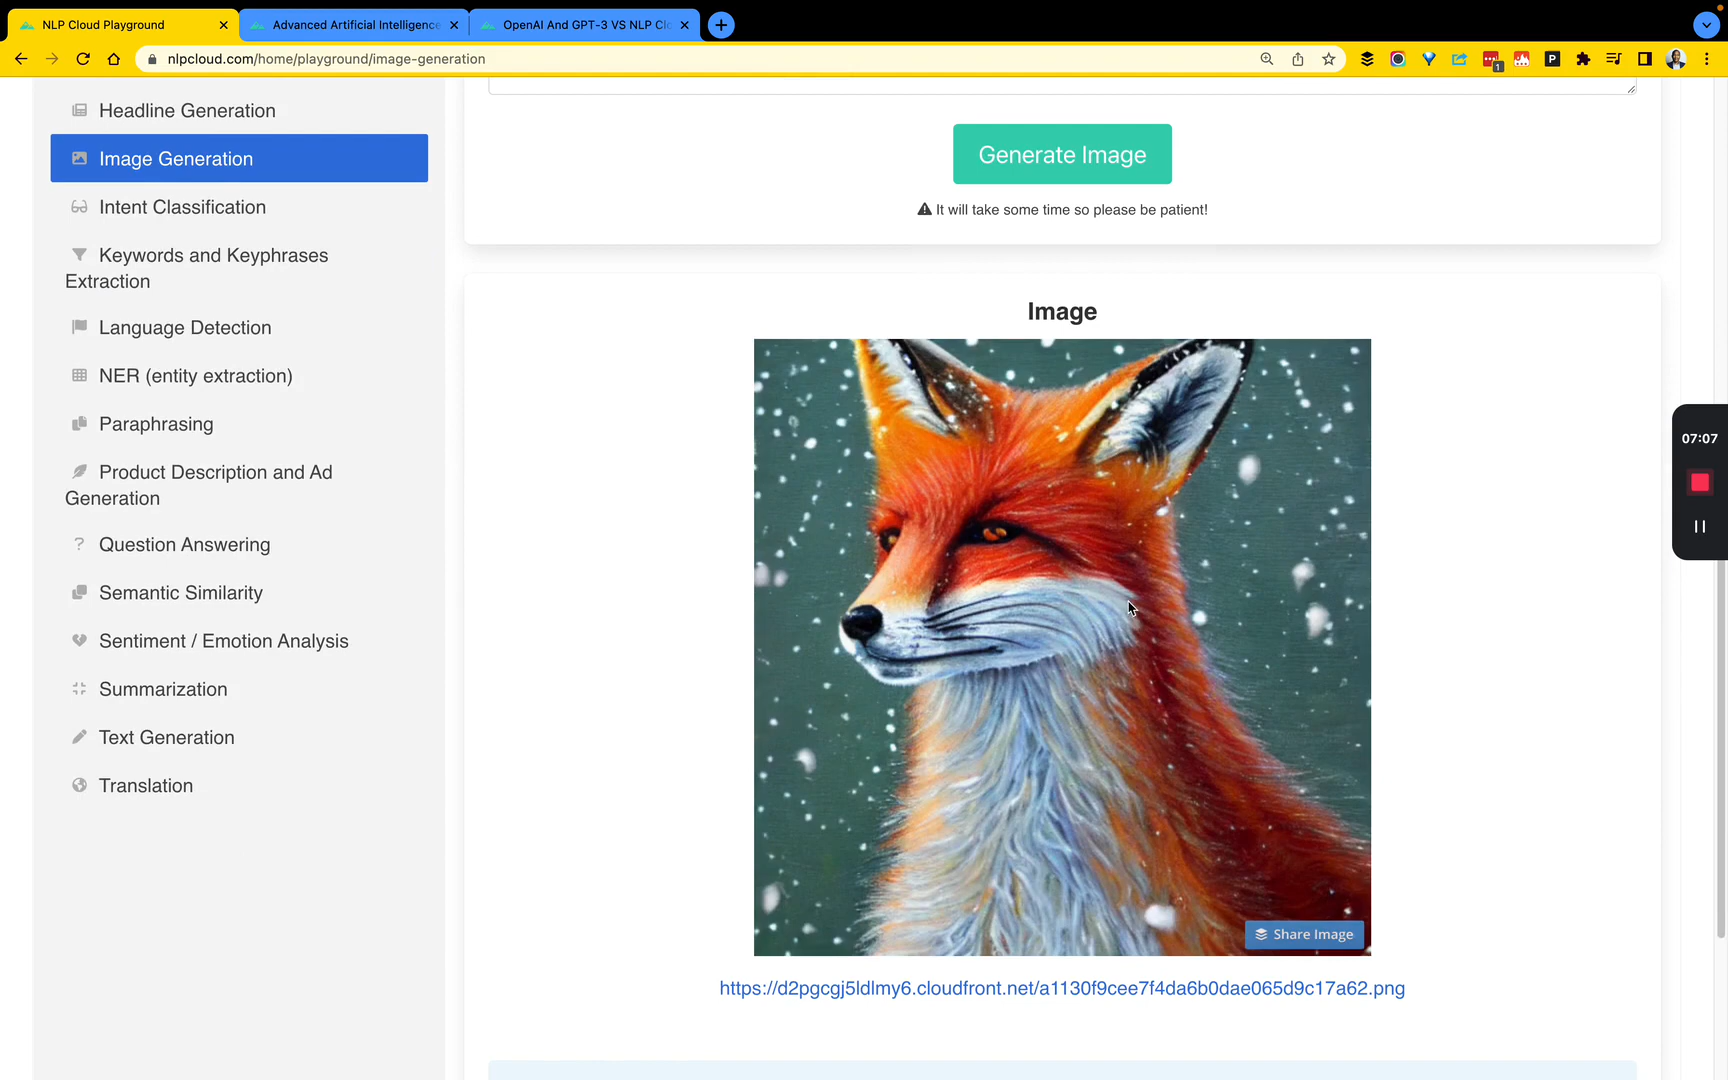 NLP Cloud Playground
Advanced Artificial Intelligence
OpenAI And GPT-3 VS NLP Clo
nlpcloud.com/home/playground/image-generation
1
P
Headline Generation
Image Generation
Intent Classification
Keywords and Keyphrases
Extraction
Language Detection
NER (entity extraction)
Paraphrasing
Product Description and Ad
Generation
? Question Answering
Semantic Similarity
Sentiment / Emotion Analysis
Summarization
Text Generation
Translation
Generate Image
It will take some time so please be patient!
Image
Share Image
https://d2pgcgj5ldlmy6.cloudfront.net/a1130f9cee7f4da6b0dae065d9c17a62.png
07:07